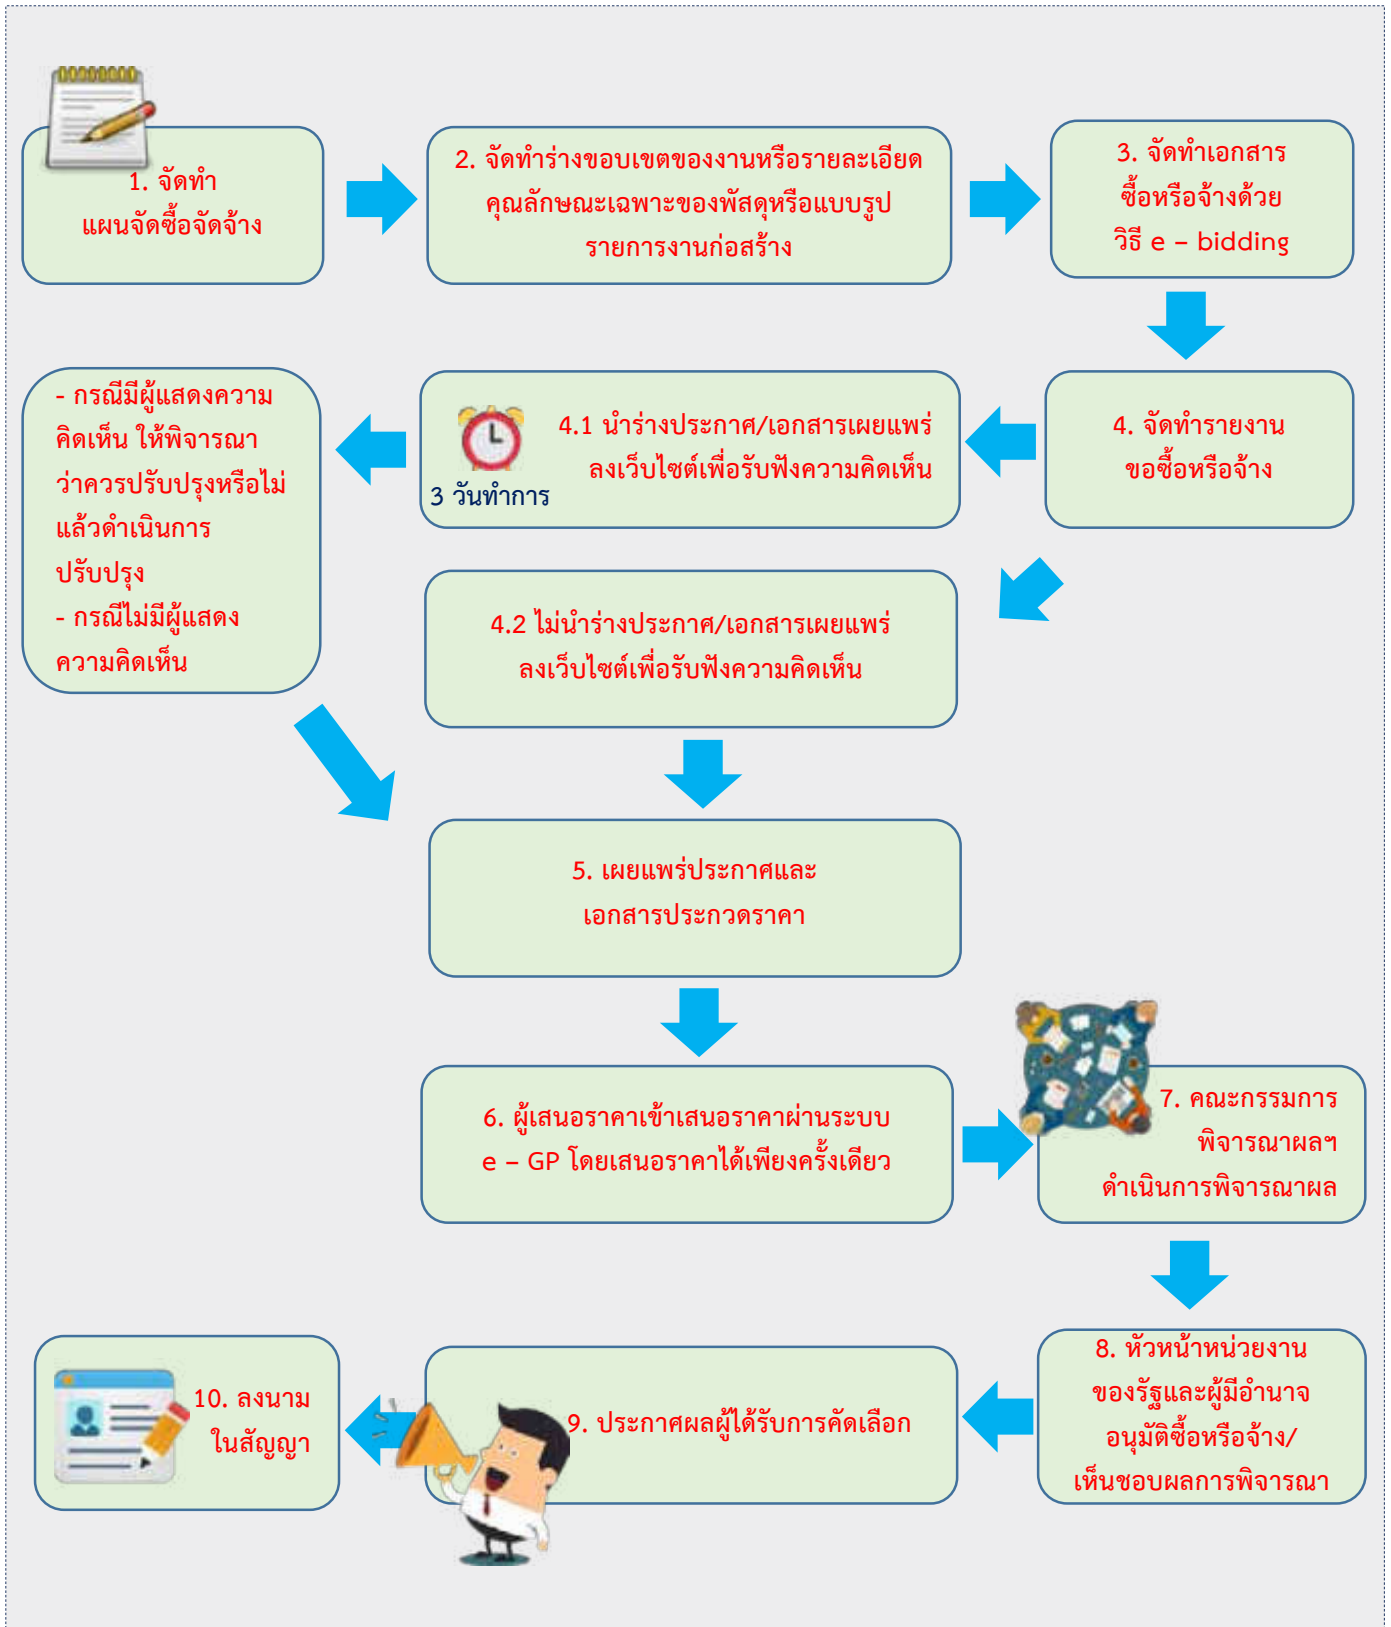 1. จัดทำ
แผนจัดซื้อจัดจ้าง
2. จัดทำร่างขอบเขตของงานหรือรายละเอียด
คุณลักษณะเฉพาะของพัสดุหรือแบบรูป
รายการงานก่อสร้าง
3. จัดทำเอกสาร
ซื้อหรือจ้างด้วย
วิธี e – bidding
4. จัดทำรายงาน
ขอซื้อหรือจ้าง
4.1 นำร่างประกาศ/เอกสารเผยแพร่
ลงเว็บไซต์เพื่อรับฟังความคิดเห็น
3 วันทำการ
- กรณีมีผู้แสดงความ
คิดเห็น ให้พิจารณา
ว่าควรปรับปรุงหรือไม่
แล้วดำเนินการ
ปรับปรุง
- กรณีไม่มีผู้แสดง
ความคิดเห็น
4.2 ไม่นำร่างประกาศ/เอกสารเผยแพร่
ลงเว็บไซต์เพื่อรับฟังความคิดเห็น
5. เผยแพร่ประกาศและ
เอกสารประกวดราคา
6. ผู้เสนอราคาเข้าเสนอราคาผ่านระบบ
e – GP โดยเสนอราคาได้เพียงครั้งเดียว
7. คณะกรรมการ
พิจารณาผลฯ
ดำเนินการพิจารณาผล
8. หัวหน้าหน่วยงาน
ของรัฐและผู้มีอำนาจ
อนุมัติซื้อหรือจ้าง/
เห็นชอบผลการพิจารณา
9. ประกาศผลผู้ได้รับการคัดเลือก
10. ลงนาม
ในสัญญา